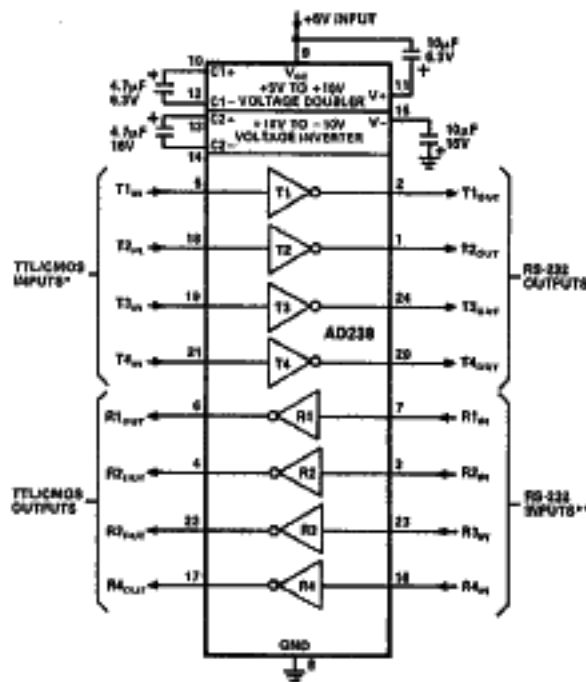 +5V INPUT
10 C1+
9
VCC
10µF
6.3V
4.7µF
6.3V
12 C1−
+5V TO +10V
VOLTAGE DOUBLER
V+ 11
4.7µF
16V
13 C2+
C2−
14
+10V TO −10V
VOLTAGE INVERTER
V− 15
10µF
16V
T1IN 5 T1 2 T1OUT
T2IN 18 T2 1 T2OUT
TTL/CMOS
INPUTS*
RS-232
OUTPUTS
T3IN 19 T3 24 T3OUT
AD238
T4IN 21 T4 20 T4OUT
R1OUT 6 R1 7 R1IN
R2OUT 4 R2 3 R2IN
TTL/CMOS
OUTPUTS
RS-232
INPUTS**
R3OUT 22 R3 23 R3IN
R4OUT 17 R4 16 R4IN
GND
8